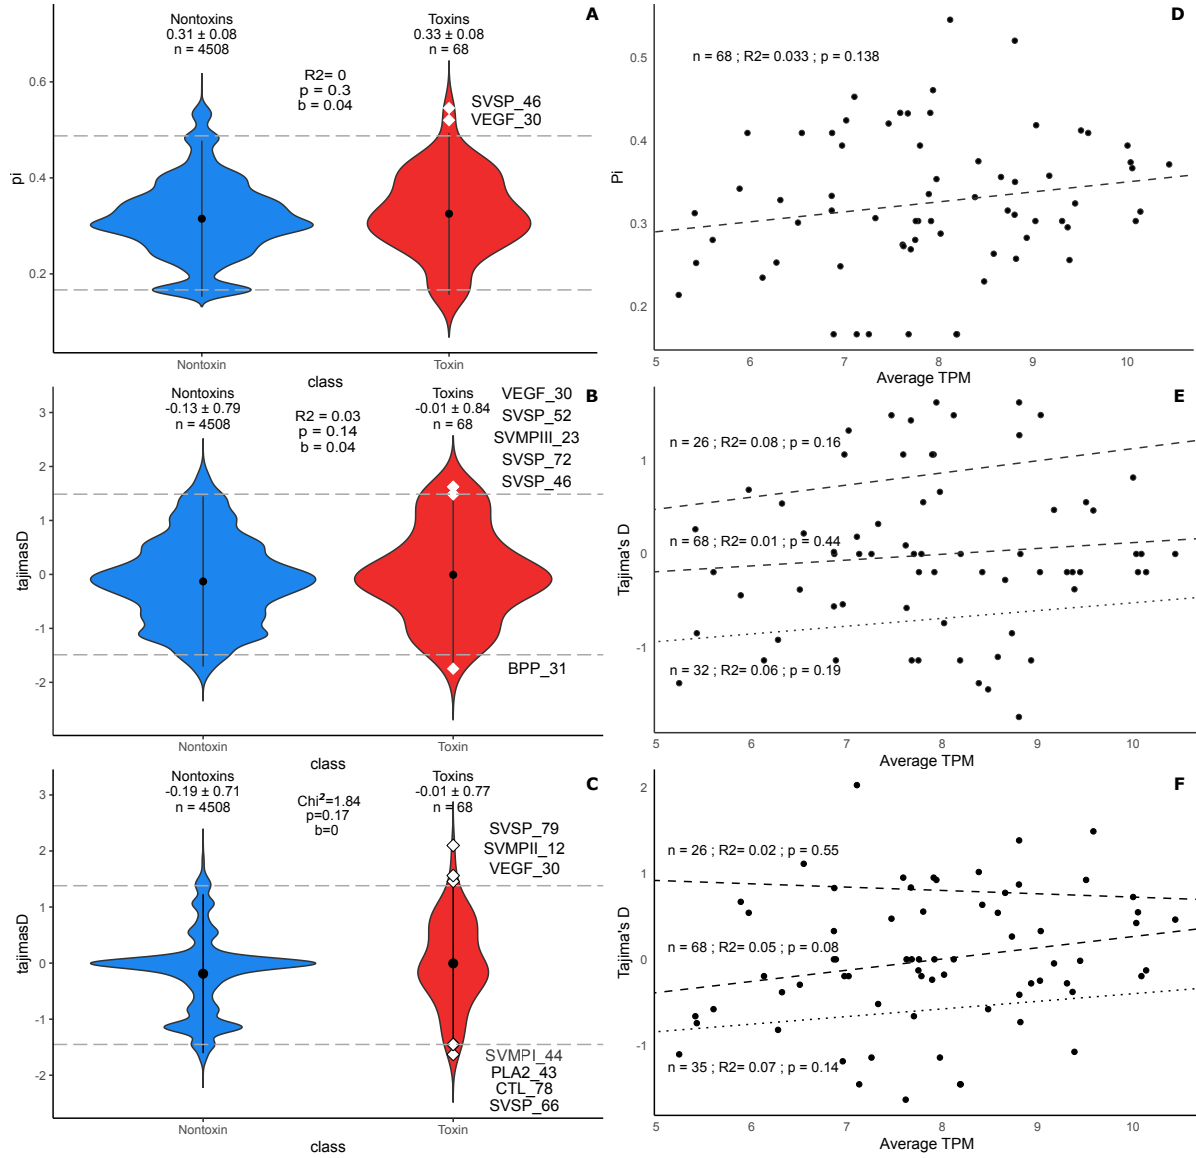 A
Nontoxins
0.31 ± 0.08
n = 4508
Toxins
0.33 ± 0.08
n = 68
R2= 0
p = 0.3
b = 0.04
SVSP_46
VEGF_30
pi
0.6
0.4
0.2
Nontoxin
Toxin
class
D
n = 68 ; R2= 0.033 ; p = 0.138
Pi
0.5
0.4
0.3
0.2
5
6
7
8
9
10
Average TPM
B
Nontoxins
-0.13 ± 0.79
n = 4508
Toxins
-0.01 ± 0.84
n = 68
R2 = 0.03
p = 0.14
b = 0.04
VEGF_30
SVSP_52
SVMPIII_23
SVSP_72
SVSP_46
BPP_31
tajimasD
3
2
1
0
-1
-2
Nontoxin
Toxin
class
E
n = 26 ; R2= 0.08 ; p = 0.16
n = 68 ; R2= 0.01 ; p = 0.44
n = 32 ; R2= 0.06 ; p = 0.19
Tajima's D
1
0
-1
5
6
7
8
9
10
Average TPM
C
Nontoxins
-0.19 ± 0.71
n = 4508
Toxins
-0.01 ± 0.77
n = 68
Chi²=1.84
p=0.17
b=0
SVSP_79
SVMPII_12
VEGF_30
SVMPI_44
PLA2_43
CTL_78
SVSP_66
tajimasD
3
2
1
0
-1
-2
Nontoxin
Toxin
class
F
n = 26 ; R2= 0.02 ; p = 0.55
n = 68 ; R2= 0.05 ; p = 0.08
n = 35 ; R2= 0.07 ; p = 0.14
Tajima's D
2
1
0
-1
5
6
7
8
9
10
Average TPM